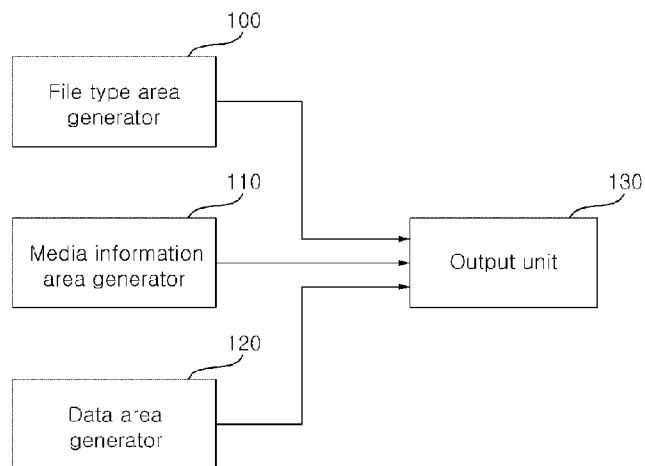 100
File type area
generator
110
Media information
area generator
130
Output unit
120
Data area
generator